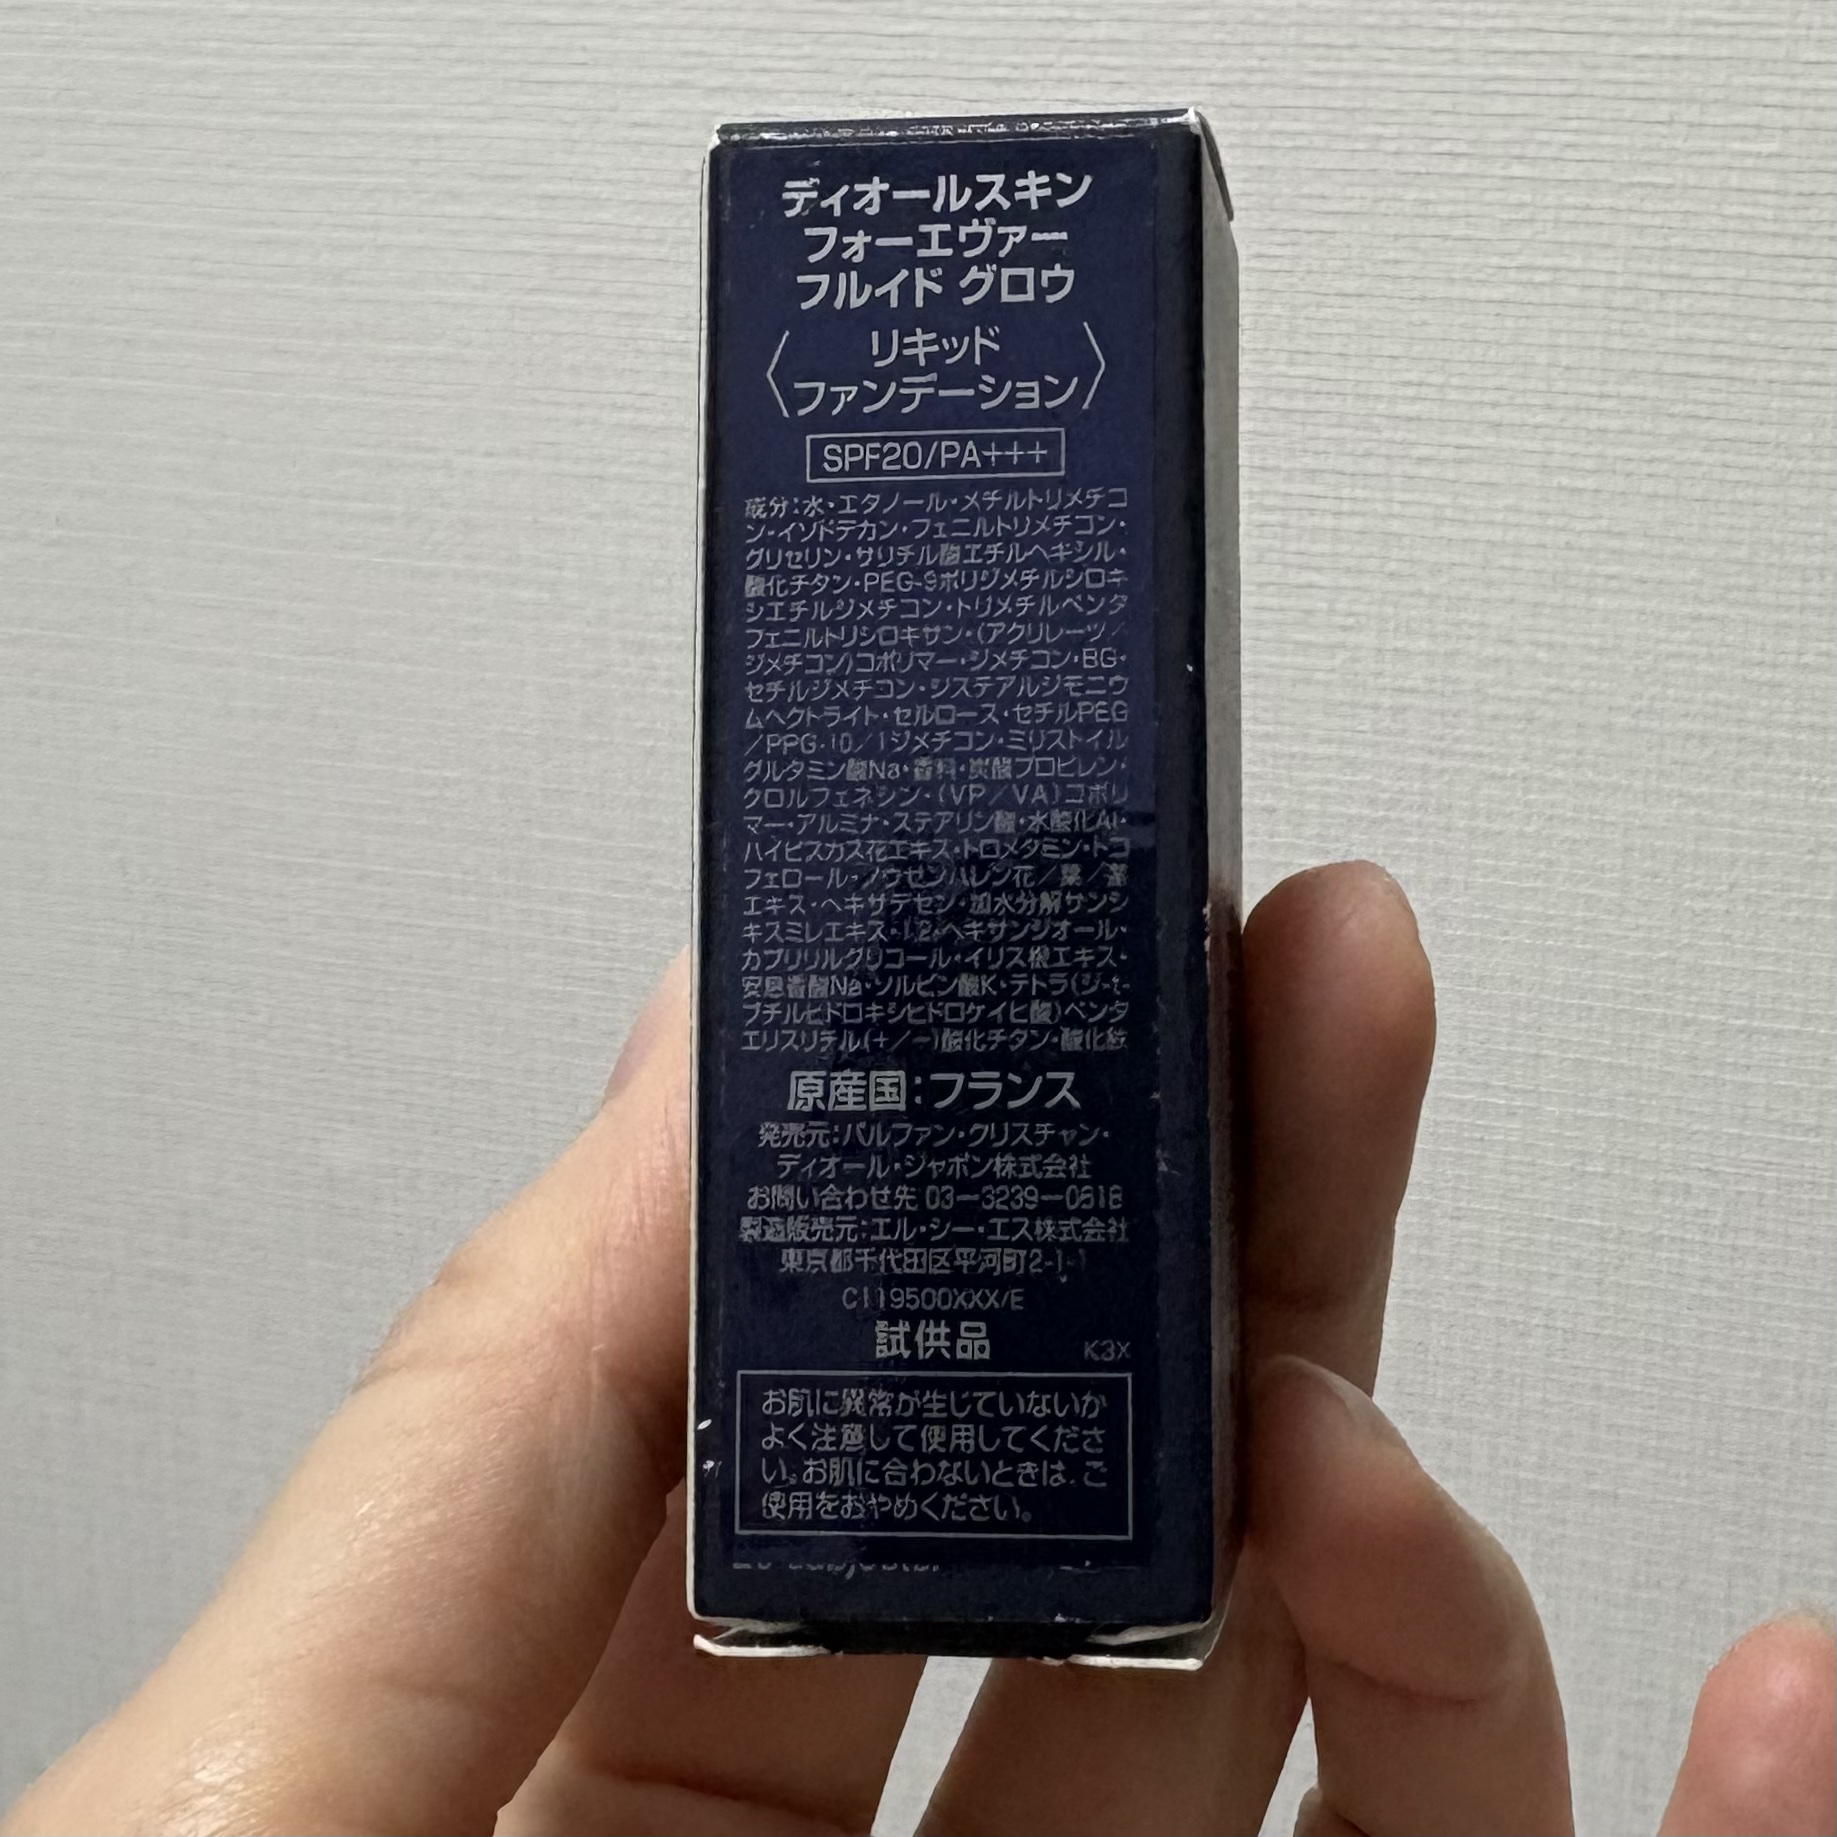 ディオールスキン
フォーエヴァー
フルイド グロウ
〈リキッド
ファンデーション〉
SPF20/PA+++
成分:水・エタノール・メチルトリメチコ
ン・イソドデカン・フェニルトリメチコン・
グリセリン・サリチル酸エチルヘキシル・
酸化チタン・PEG-9ポリジメチルシロキ
シエチルジメチコン・トリメチルペンタ
フェニルトリシロキサン・(アクリレーツ/
ジメチコン)コポリマー・ジメチコン・BG・
セチルジメチコン・ジステアルジモニウ
ムヘクトライト・セルロース・セチルPEG
/PPG-10/1ジメチコン・ミリストイル
グルタミン酸Na・香料・炭酸プロピレン・
クロルフェネシン・(VP/VA)コポリ
マー・アルミナ・ステアリン酸・水酸化Al・
ハイビスカス花エキス・トロメタミン・トコ
フェロール・ノウゼンハレン花/葉/茎
エキス・ヘキサデセン・加水分解サンシ
キスミレエキス・1,2-ヘキサンジオール・
カプリリルグリコール・イリス根エキス・
安息香酸Na・ソルビン酸K・テトラ(ジ-t-
ブチルヒドロキシヒドロケイヒ酸)ペンタ
エリスリチル(+/-)酸化チタン・酸化鉄
原産国:フランス
発売元:パルファン・クリスチャン・
ディオール・ジャポン株式会社
お問い合わせ先 03-3239-0618
製造販売元:エル・シー・エス株式会社
東京都千代田区平河町2-1-1
C119500XXX/E
試供品
K3X
お肌に異常が生じていないか
よく注意して使用してくださ
い。お肌に合わないときは、ご
使用をおやめください。